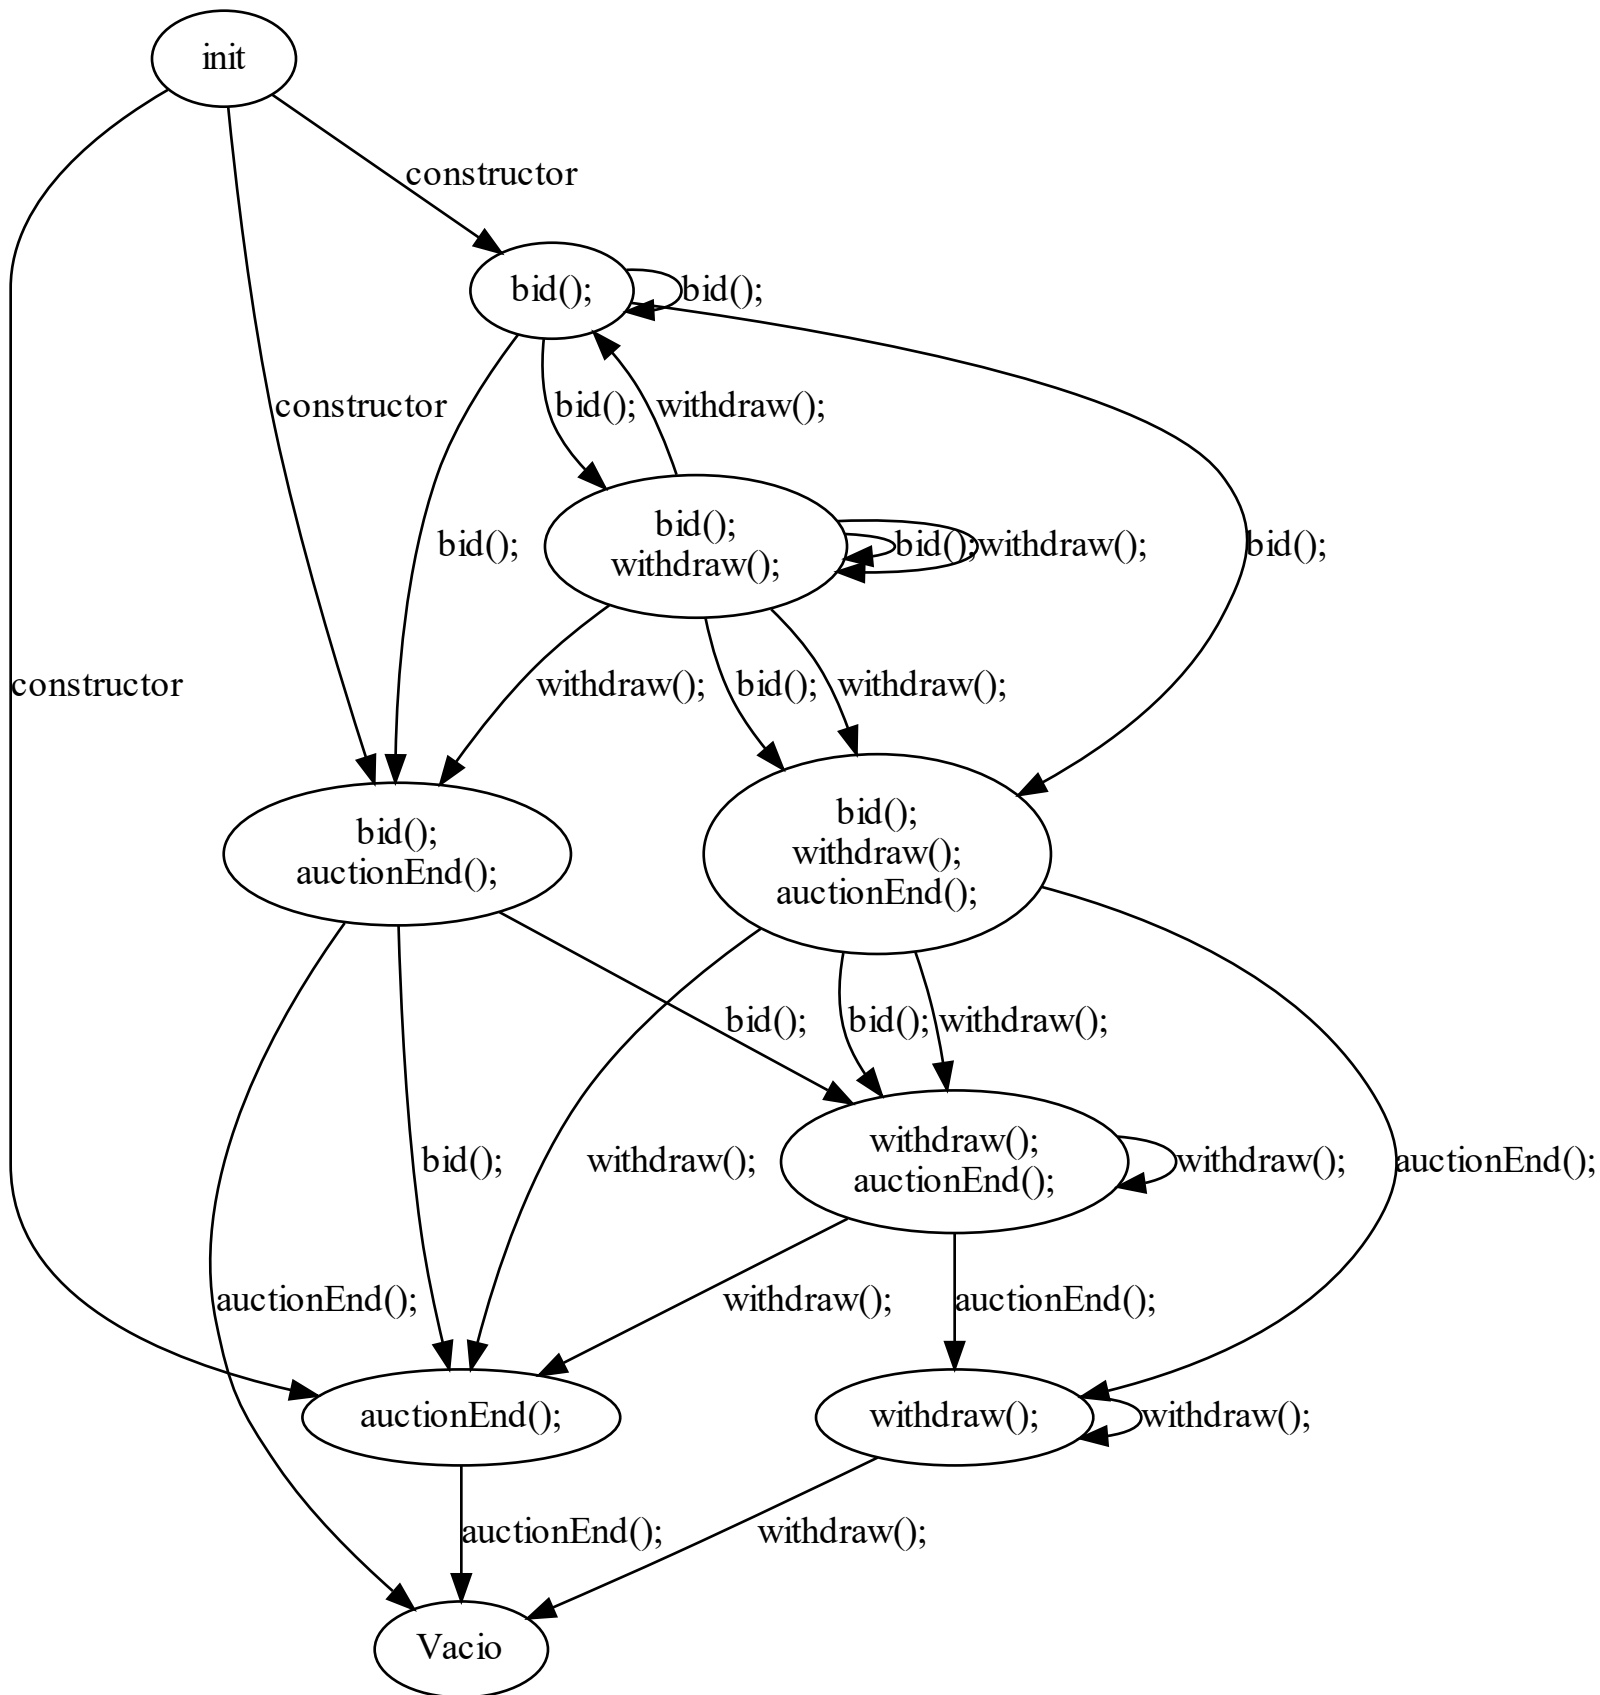 init
constructor
bid();
bid();
constructor
bid();
withdraw();
bid();
withdraw();
bid();
bid();
withdraw();
bid();
constructor
withdraw();
bid();
withdraw();
bid();
auctionEnd();
bid();
withdraw();
auctionEnd();
bid();
bid();
withdraw();
bid();
withdraw();
withdraw();
auctionEnd();
withdraw();
auctionEnd();
auctionEnd();
withdraw();
auctionEnd();
auctionEnd();
withdraw();
withdraw();
auctionEnd();
withdraw();
Vacio